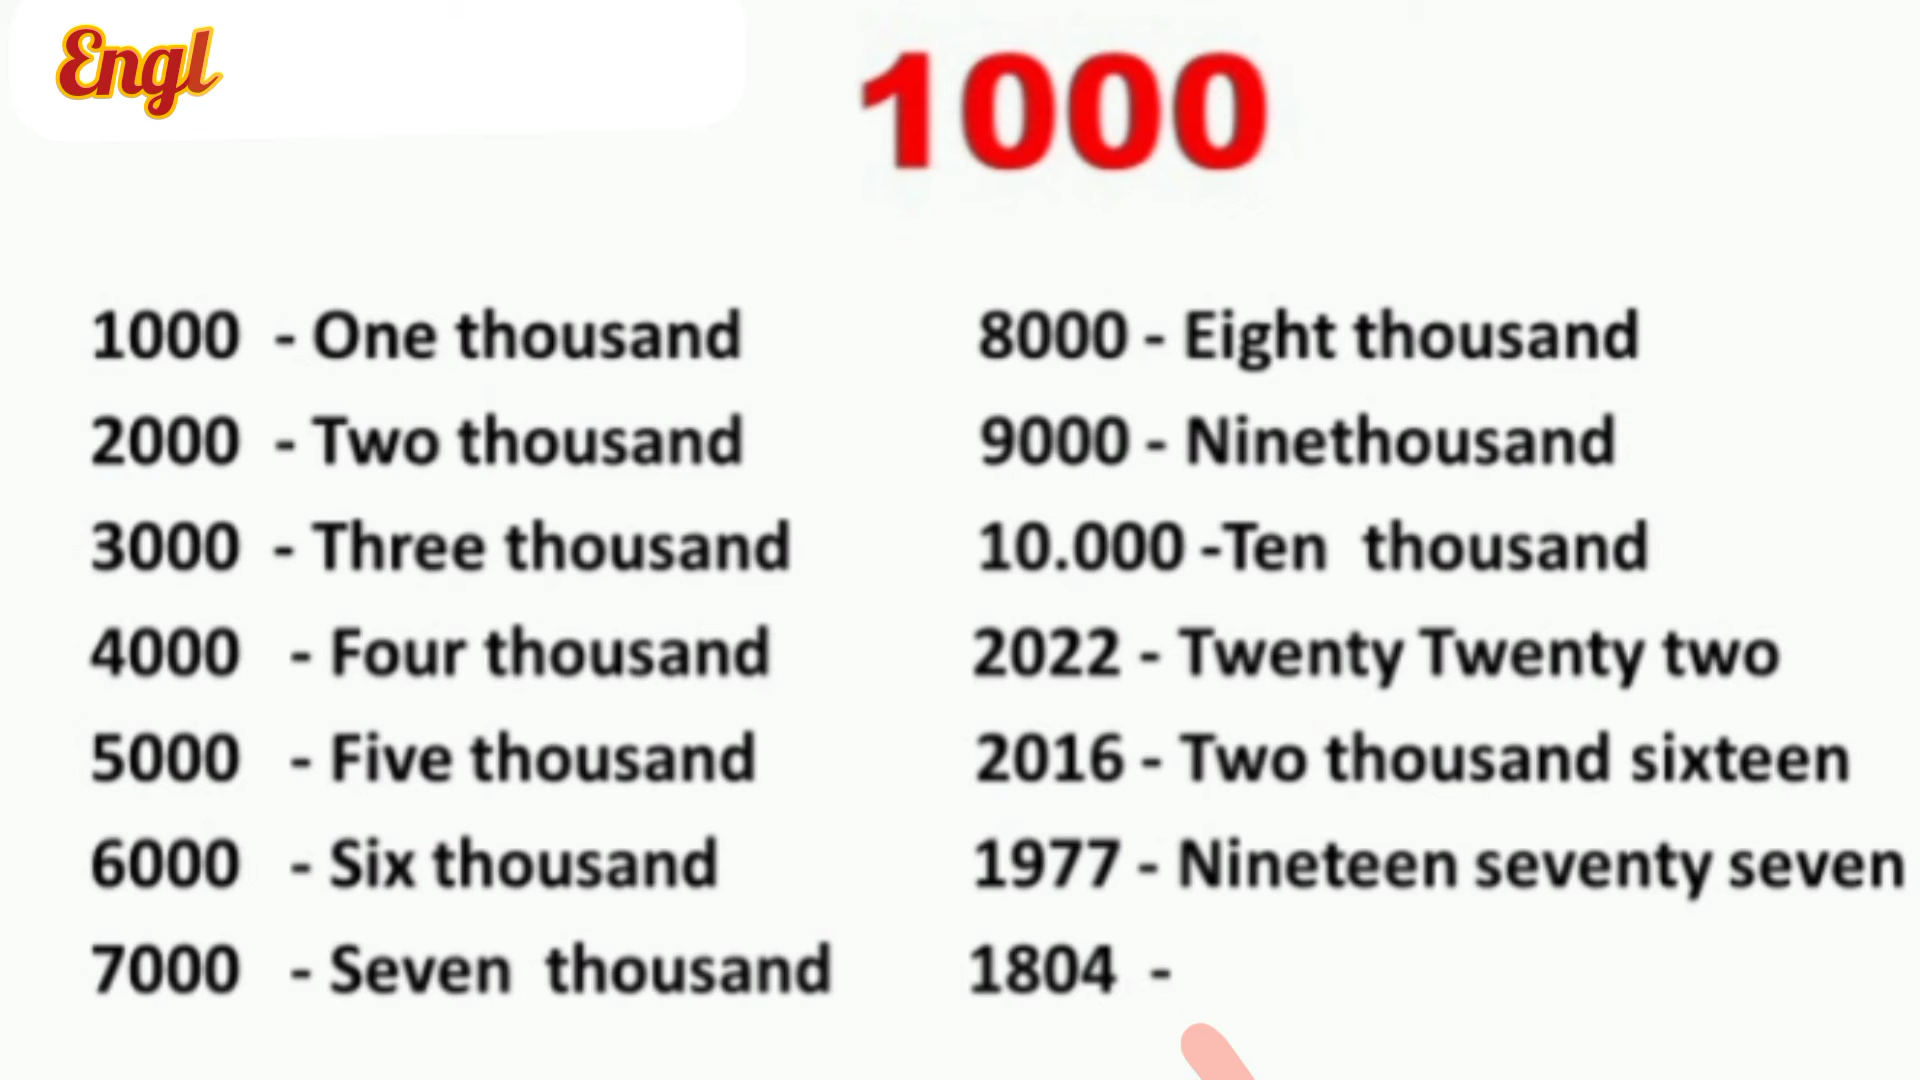 Engl
1000
1000 - One thousand
2000 - Two thousand
3000 - Three thousand
4000 - Four thousand
5000 - Five thousand
6000 - Six thousand
7000 - Seven thousand
8000 - Eight thousand
9000 - Ninethousand
10.000 -Ten thousand
2022 - Twenty Twenty two
2016 - Two thousand sixteen
1977 - Nineteen seventy seven
1804 -